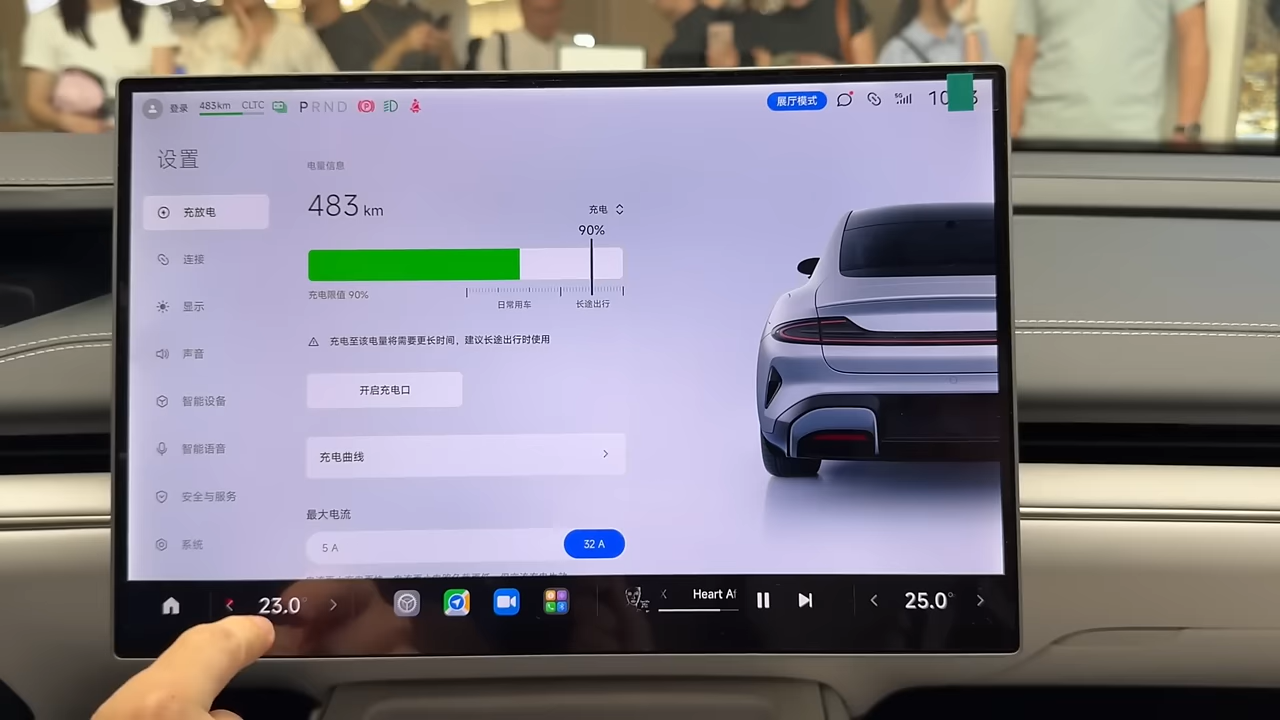 登录 483km CLTC P R N D
展厅模式 5G
设置
充放电
连接
显示
声音
智能设备
智能语音
安全与服务
系统
电量信息
483 km
充电
90%
充电限值 90%
日常用车
长途出行
充电至该电量将需要更长时间，建议长途出行时使用
开启充电口
充电曲线
最大电流
5 A
32 A
23.0°
Heart Af
25.0°